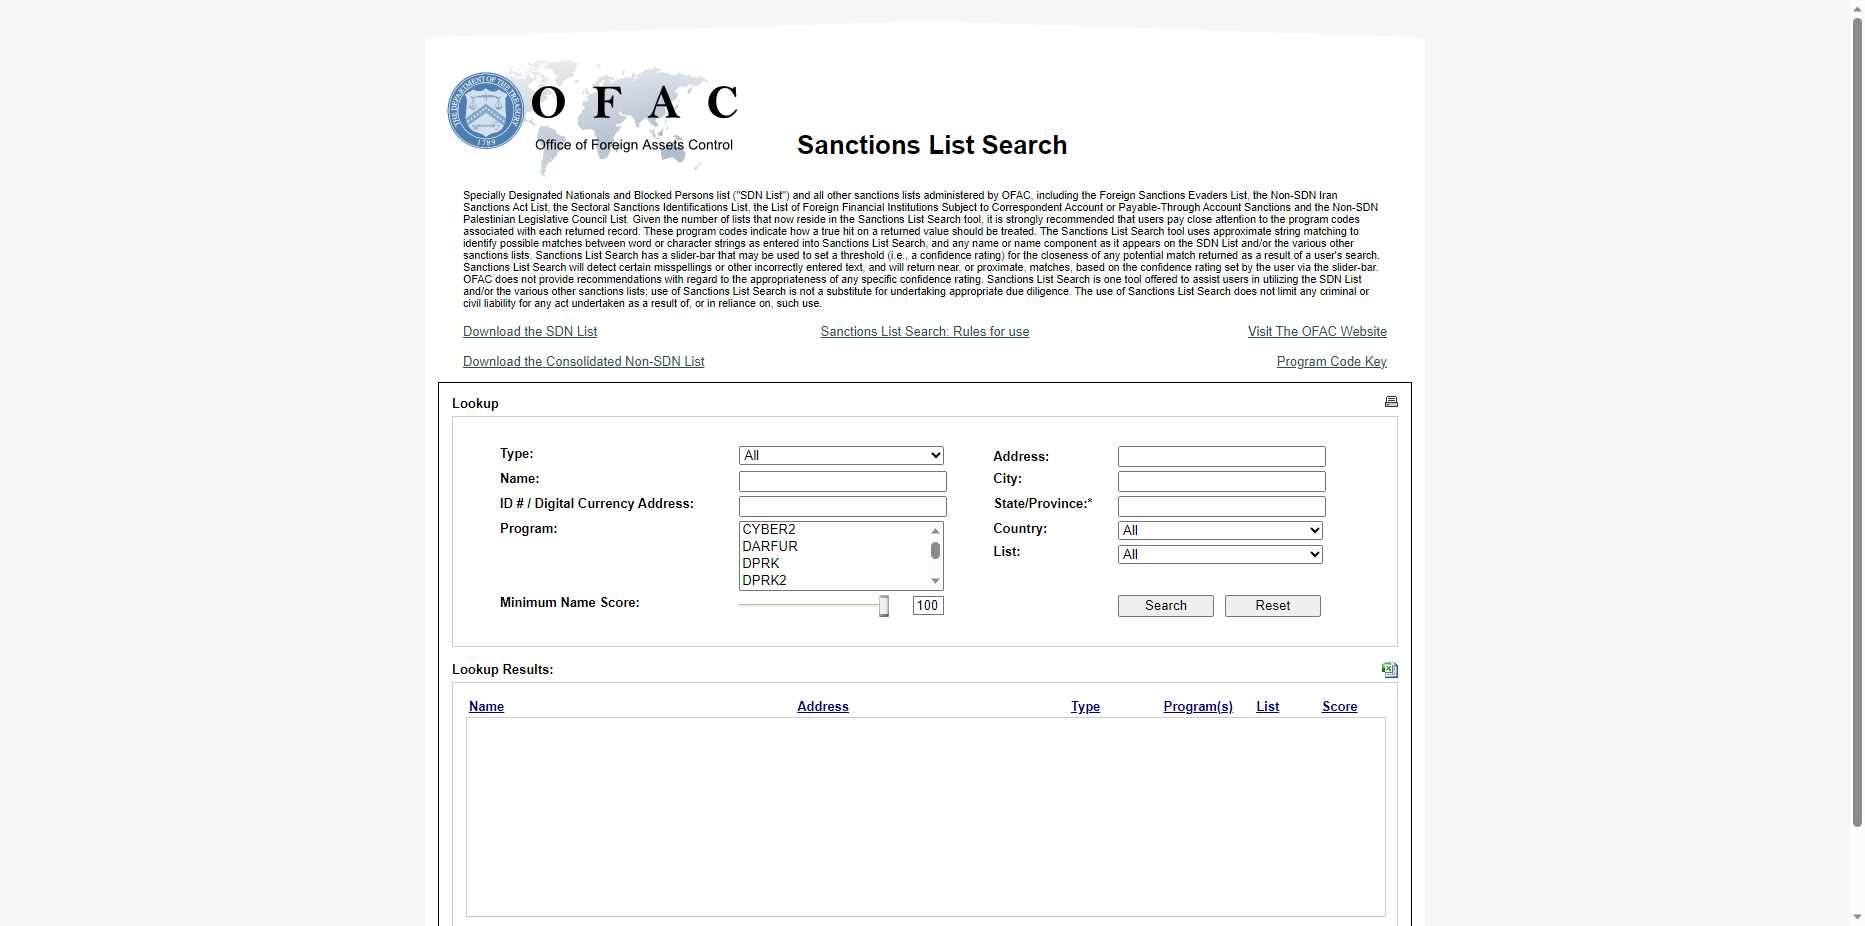 THE DEPARTMENT OF THE TREASURY
1789
O F A C
Office of Foreign Assets Control
Sanctions List Search
Specially Designated Nationals and Blocked Persons list ("SDN List") and all other sanctions lists administered by OFAC, including the Foreign Sanctions Evaders List, the Non-SDN Iran
Sanctions Act List, the Sectoral Sanctions Identifications List, the List of Foreign Financial Institutions Subject to Correspondent Account or Payable-Through Account Sanctions and the Non-SDN
Palestinian Legislative Council List. Given the number of lists that now reside in the Sanctions List Search tool, it is strongly recommended that users pay close attention to the program codes
associated with each returned record. These program codes indicate how a true hit on a returned value should be treated. The Sanctions List Search tool uses approximate string matching to
identify possible matches between word or character strings as entered into Sanctions List Search, and any name or name component as it appears on the SDN List and/or the various other
sanctions lists. Sanctions List Search has a slider-bar that may be used to set a threshold (i.e., a confidence rating) for the closeness of any potential match returned as a result of a user's search.
Sanctions List Search will detect certain misspellings or other incorrectly entered text, and will return near, or proximate, matches, based on the confidence rating set by the user via the slider-bar.
OFAC does not provide recommendations with regard to the appropriateness of any specific confidence rating. Sanctions List Search is one tool offered to assist users in utilizing the SDN List
and/or the various other sanctions lists; use of Sanctions List Search is not a substitute for undertaking appropriate due diligence. The use of Sanctions List Search does not limit any criminal or
civil liability for any act undertaken as a result of, or in reliance on, such use.
Download the SDN List Sanctions List Search: Rules for use Visit The OFAC Website
Download the Consolidated Non-SDN List Program Code Key
Lookup
Type: All Address:
Name: City:
ID # / Digital Currency Address: State/Province:*
Program: CYBER2 Country: All
DARFUR
List: All
DPRK
DPRK2
Minimum Name Score: 100 Search Reset
Lookup Results:
Name Address Type Program(s) List Score